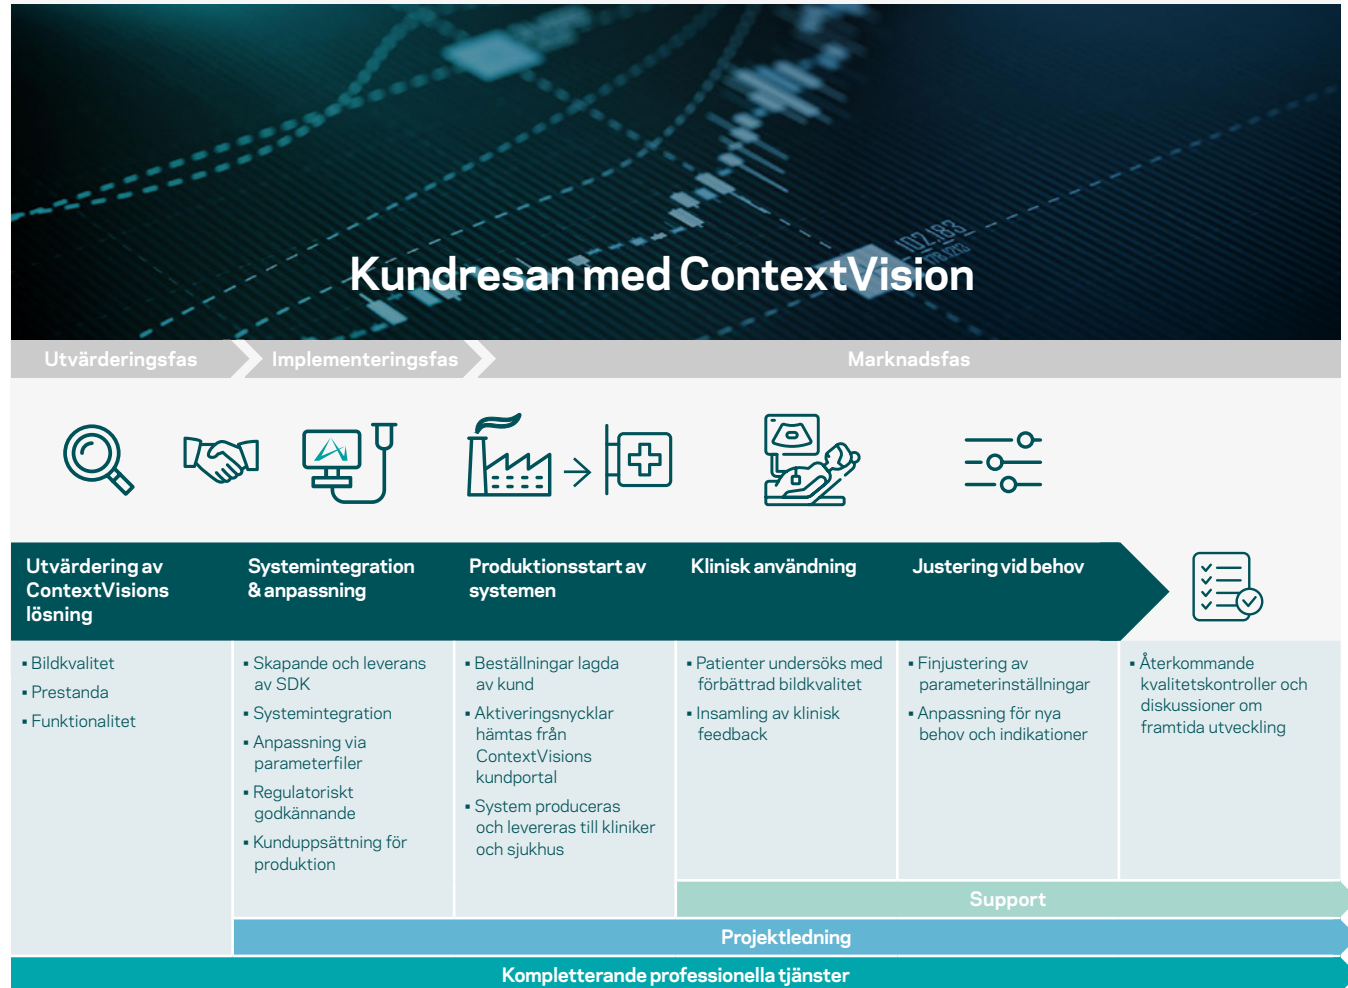 102,183
178,1213
Kundresan med ContextVision
Utvärderingsfas
Implementeringsfas
Marknadsfas
Utvärdering av
ContextVisions
lösning
Systemintegration
& anpassning
Produktionsstart av
systemen
Klinisk användning
Justering vid behov
▪ Bildkvalitet
▪ Prestanda
▪ Funktionalitet
▪ Skapande och leverans
av SDK
▪ Systemintegration
▪ Anpassning via
parameterfiler
▪ Regulatoriskt
godkännande
▪ Kunduppsättning för
produktion
▪ Beställningar lagda
av kund
▪ Aktiveringsnycklar
hämtas från
ContextVisions
kundportal
▪ System produceras
och levereras till kliniker
och sjukhus
▪ Patienter undersöks med
förbättrad bildkvalitet
▪ Insamling av klinisk
feedback
▪ Finjustering av
parameterinställningar
▪ Anpassning för nya
behov och indikationer
▪ Återkommande
kvalitetskontroller och
diskussioner om
framtida utveckling
Support
Projektledning
Kompletterande professionella tjänster